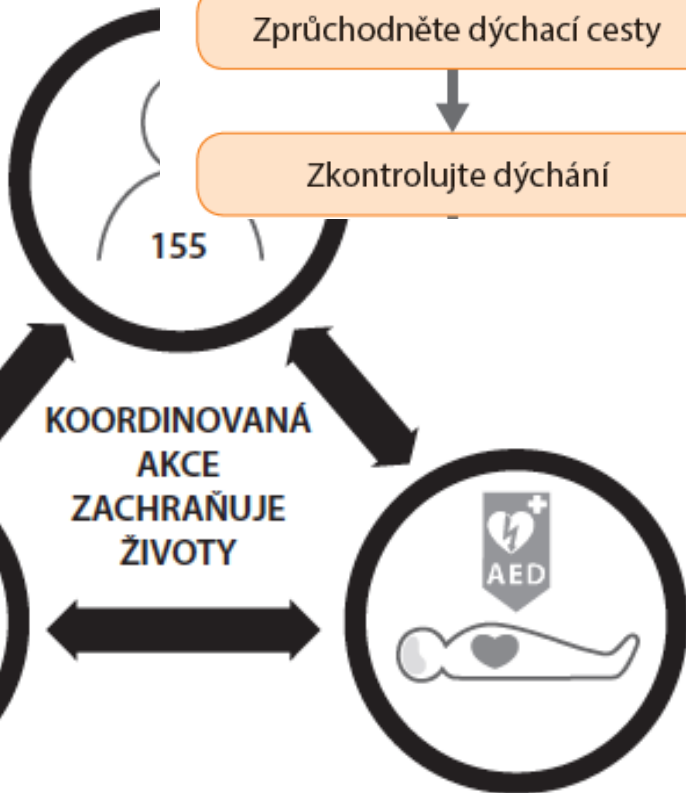 Zprůchodněte dýchací cesty
Zkontrolujte dýchání
155
KOORDINOVANÁ
AKCE
ZACHRAŇUJE
ŽIVOTY
AED